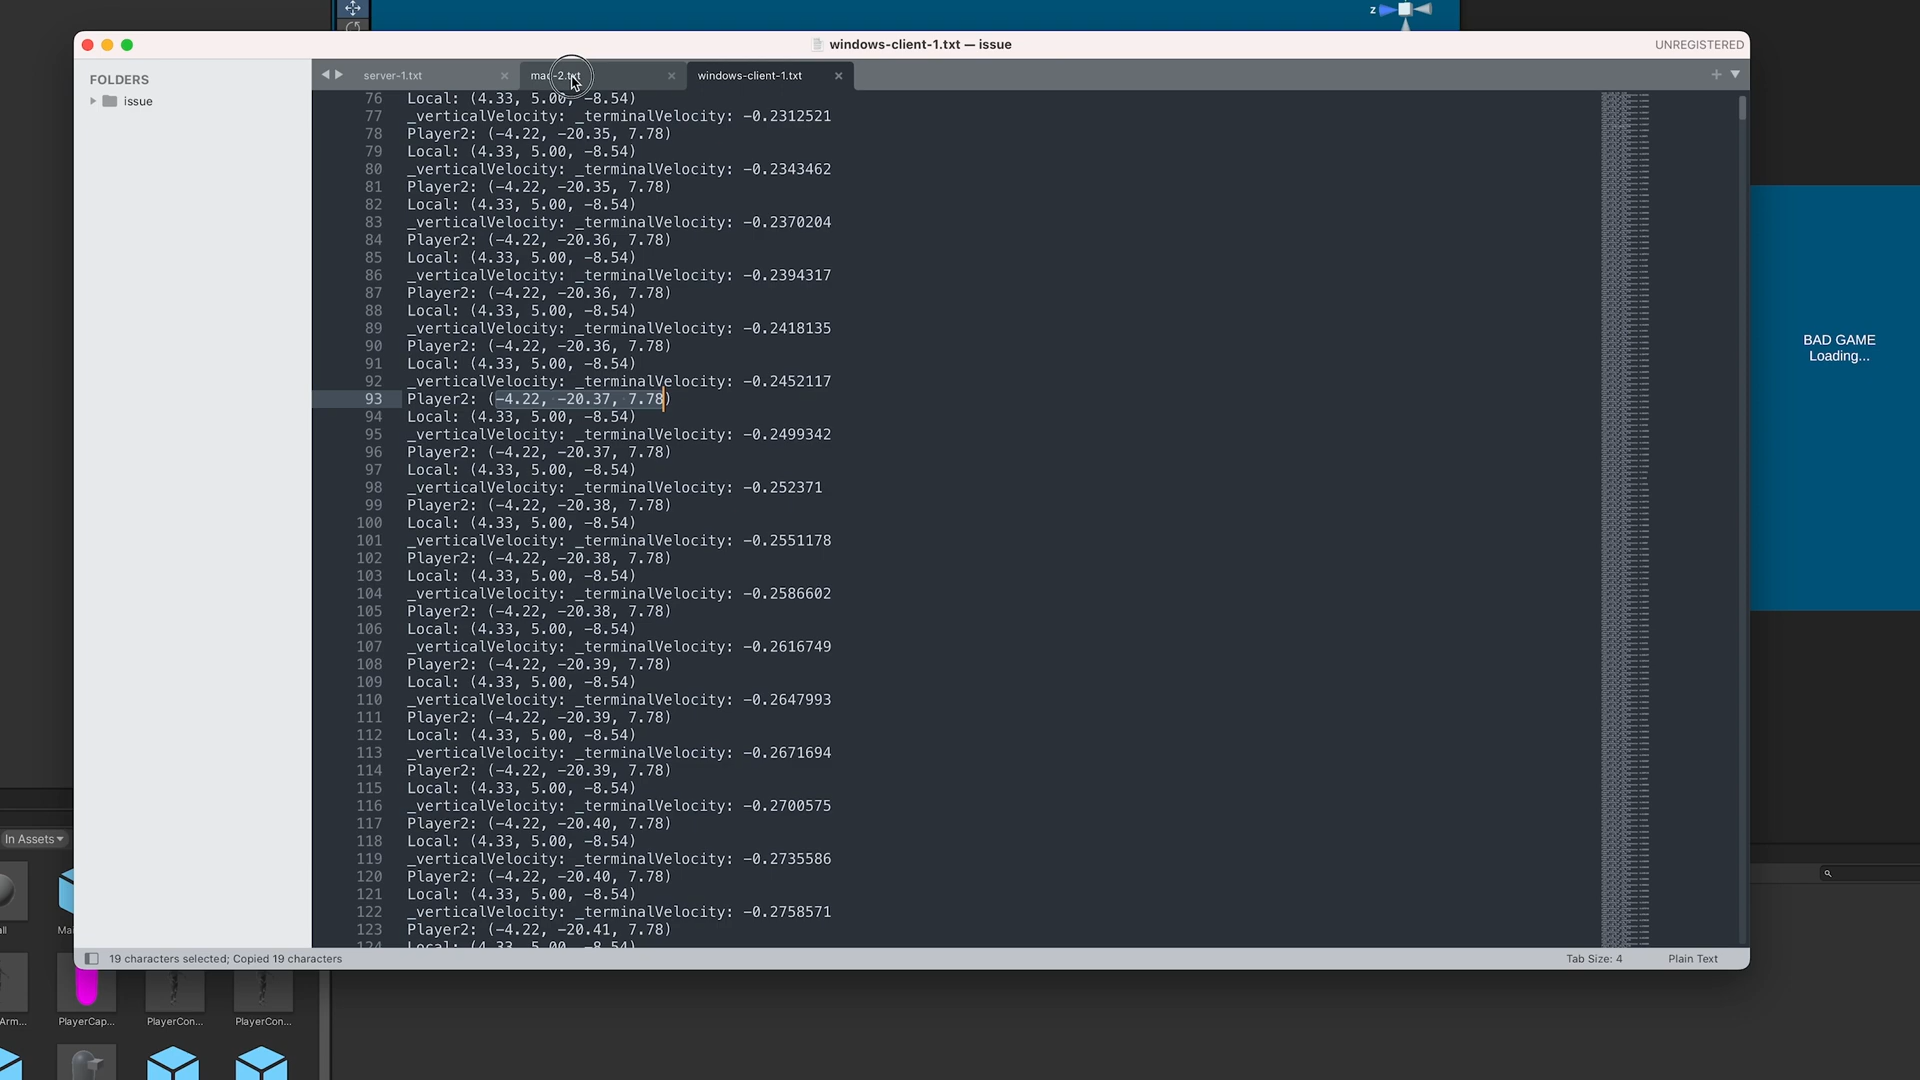 z
windows-client-1.txt — issue
UNREGISTERED
FOLDERS
issue
server-1.txt
mac-2.txt
windows-client-1.txt
76 Local: (4.33, 5.00, -8.54)
77 _verticalVelocity: _terminalVelocity: -0.2312521
78 Player2: (-4.22, -20.35, 7.78)
79 Local: (4.33, 5.00, -8.54)
80 _verticalVelocity: _terminalVelocity: -0.2343462
81 Player2: (-4.22, -20.35, 7.78)
82 Local: (4.33, 5.00, -8.54)
83 _verticalVelocity: _terminalVelocity: -0.2370204
84 Player2: (-4.22, -20.36, 7.78)
85 Local: (4.33, 5.00, -8.54)
86 _verticalVelocity: _terminalVelocity: -0.2394317
87 Player2: (-4.22, -20.36, 7.78)
88 Local: (4.33, 5.00, -8.54)
89 _verticalVelocity: _terminalVelocity: -0.2418135
90 Player2: (-4.22, -20.36, 7.78)
91 Local: (4.33, 5.00, -8.54)
92 _verticalVelocity: _terminalVelocity: -0.2452117
93 Player2: (-4.22, -20.37, 7.78)
94 Local: (4.33, 5.00, -8.54)
95 _verticalVelocity: _terminalVelocity: -0.2499342
96 Player2: (-4.22, -20.37, 7.78)
97 Local: (4.33, 5.00, -8.54)
98 _verticalVelocity: _terminalVelocity: -0.252371
99 Player2: (-4.22, -20.38, 7.78)
100 Local: (4.33, 5.00, -8.54)
101 _verticalVelocity: _terminalVelocity: -0.2551178
102 Player2: (-4.22, -20.38, 7.78)
103 Local: (4.33, 5.00, -8.54)
104 _verticalVelocity: _terminalVelocity: -0.2586602
105 Player2: (-4.22, -20.38, 7.78)
106 Local: (4.33, 5.00, -8.54)
107 _verticalVelocity: _terminalVelocity: -0.2616749
108 Player2: (-4.22, -20.39, 7.78)
109 Local: (4.33, 5.00, -8.54)
110 _verticalVelocity: _terminalVelocity: -0.2647993
111 Player2: (-4.22, -20.39, 7.78)
112 Local: (4.33, 5.00, -8.54)
113 _verticalVelocity: _terminalVelocity: -0.2671694
114 Player2: (-4.22, -20.39, 7.78)
115 Local: (4.33, 5.00, -8.54)
116 _verticalVelocity: _terminalVelocity: -0.2700575
117 Player2: (-4.22, -20.40, 7.78)
118 Local: (4.33, 5.00, -8.54)
119 _verticalVelocity: _terminalVelocity: -0.2735586
120 Player2: (-4.22, -20.40, 7.78)
121 Local: (4.33, 5.00, -8.54)
122 _verticalVelocity: _terminalVelocity: -0.2758571
123 Player2: (-4.22, -20.41, 7.78)
124 Local: (4.33, 5.00, -8.54)
BAD GAME
Loading...
In Assets
all
Mai
19 characters selected; Copied 19 characters
Tab Size: 4
Plain Text
Arm...
PlayerCap...
PlayerCon...
PlayerCon...